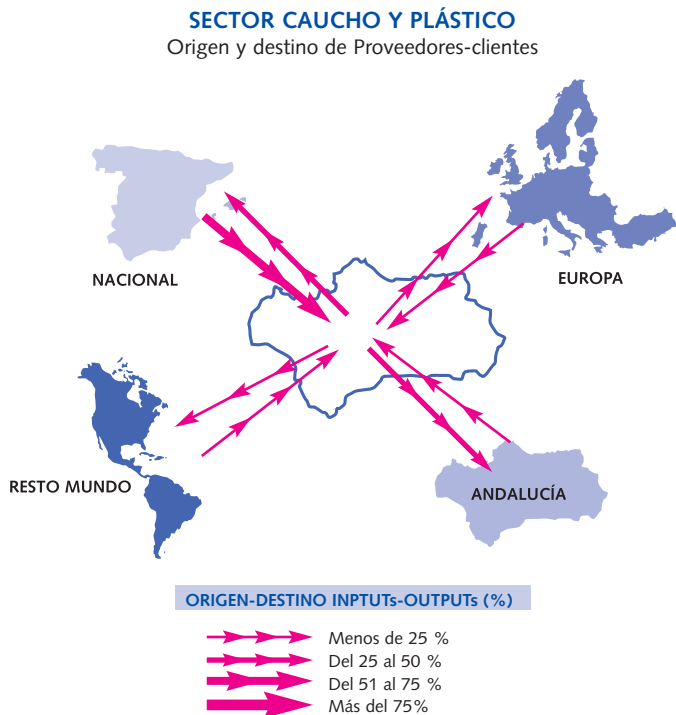 SECTOR CAUCHO Y PLÁSTICO
Origen y destino de Proveedores-clientes
NACIONAL
EUROPA
RESTO MUNDO
ANDALUCÍA
ORIGEN-DESTINO INPTUTs-OUTPUTs (%)
Menos de 25 %
Del 25 al 50 %
Del 51 al 75 %
Más del 75%